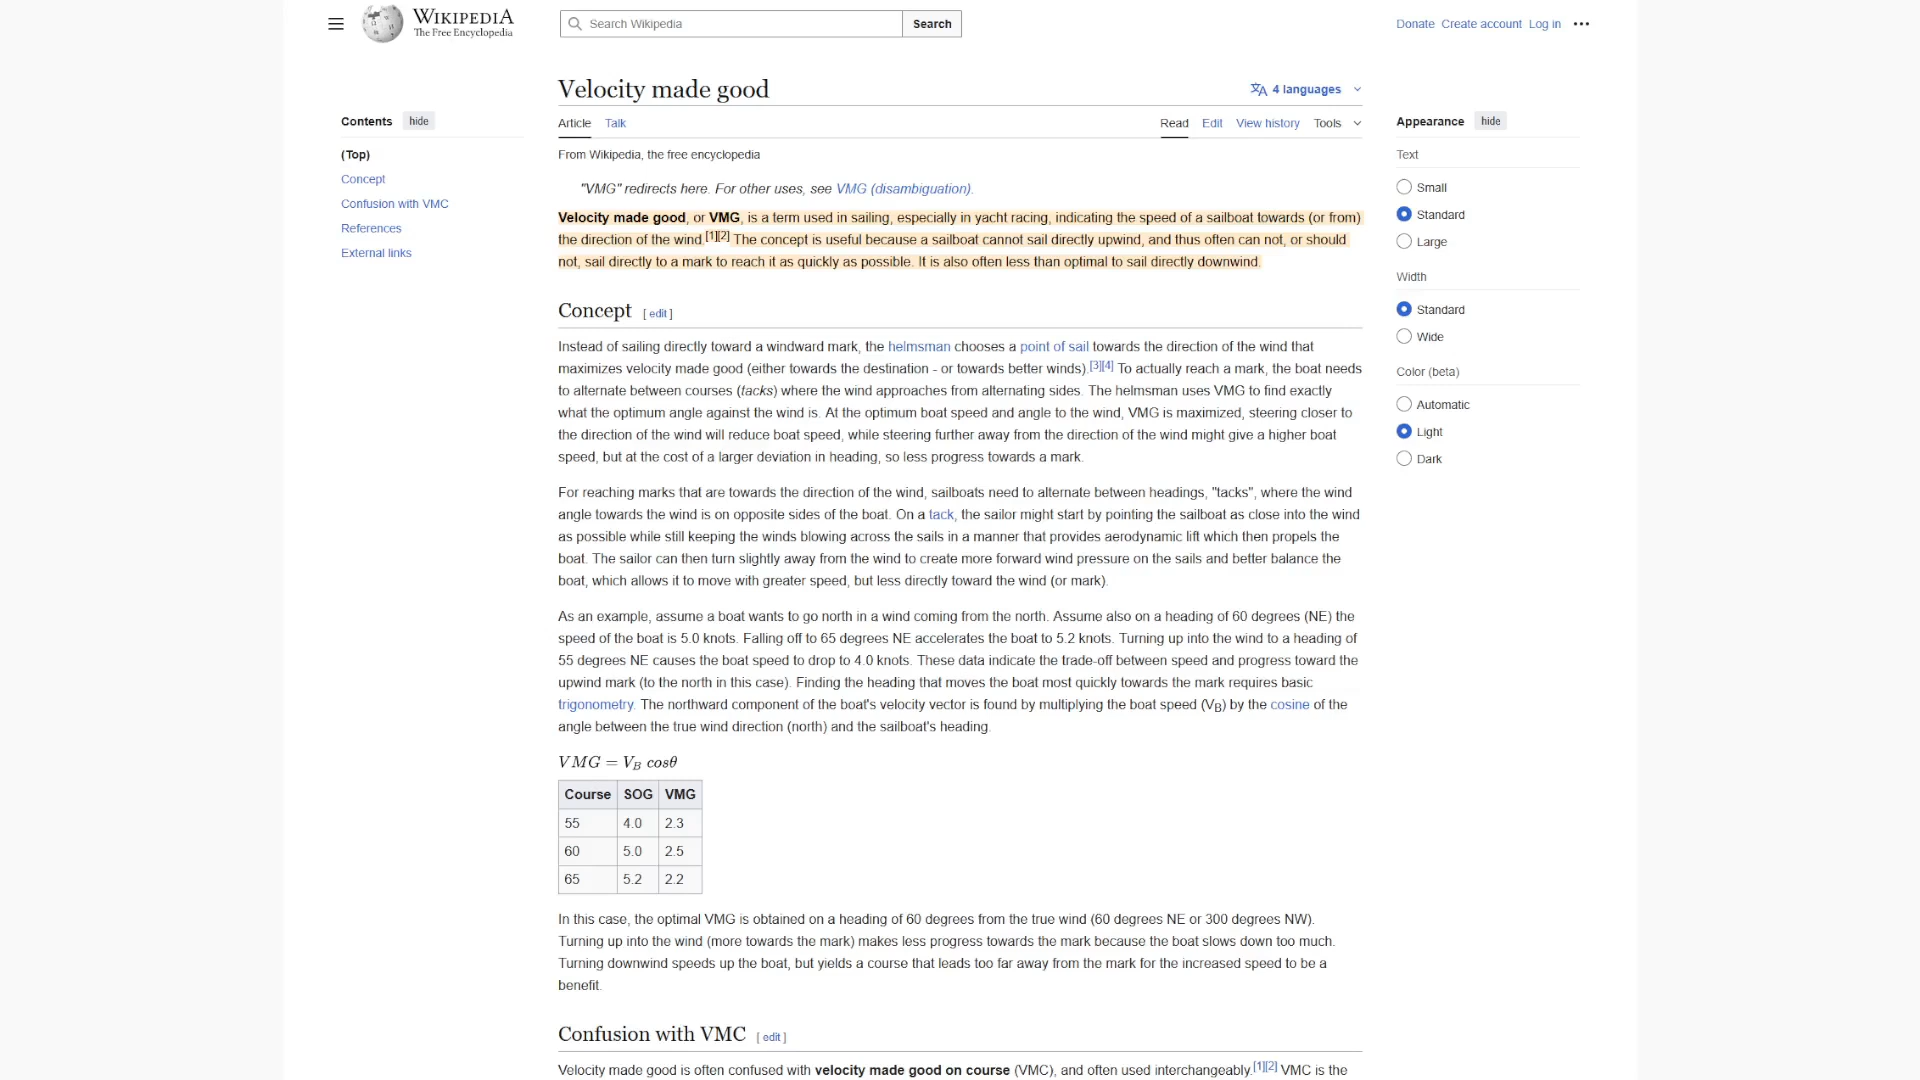 WIKIPEDIA
The Free Encyclopedia
Search Wikipedia
Search
Donate Create account Log in
Velocity made good
4 languages
Contents hide
(Top)
Concept
Confusion with VMC
References
External links
Article Talk
Read Edit View history Tools
From Wikipedia, the free encyclopedia
"VMG" redirects here. For other uses, see VMG (disambiguation).
Velocity made good, or VMG, is a term used in sailing, especially in yacht racing, indicating the speed of a sailboat towards (or from)
the direction of the wind.[1][2] The concept is useful because a sailboat cannot sail directly upwind, and thus often can not, or should
not, sail directly to a mark to reach it as quickly as possible. It is also often less than optimal to sail directly downwind.
Concept [ edit ]
Instead of sailing directly toward a windward mark, the helmsman chooses a point of sail towards the direction of the wind that
maximizes velocity made good (either towards the destination - or towards better winds).[3][4] To actually reach a mark, the boat needs
to alternate between courses (tacks) where the wind approaches from alternating sides. The helmsman uses VMG to find exactly
what the optimum angle against the wind is. At the optimum boat speed and angle to the wind, VMG is maximized, steering closer to
the direction of the wind will reduce boat speed, while steering further away from the direction of the wind might give a higher boat
speed, but at the cost of a larger deviation in heading, so less progress towards a mark.
For reaching marks that are towards the direction of the wind, sailboats need to alternate between headings, "tacks", where the wind
angle towards the wind is on opposite sides of the boat. On a tack, the sailor might start by pointing the sailboat as close into the wind
as possible while still keeping the winds blowing across the sails in a manner that provides aerodynamic lift which then propels the
boat. The sailor can then turn slightly away from the wind to create more forward wind pressure on the sails and better balance the
boat, which allows it to move with greater speed, but less directly toward the wind (or mark).
As an example, assume a boat wants to go north in a wind coming from the north. Assume also on a heading of 60 degrees (NE) the
speed of the boat is 5.0 knots. Falling off to 65 degrees NE accelerates the boat to 5.2 knots. Turning up into the wind to a heading of
55 degrees NE causes the boat speed to drop to 4.0 knots. These data indicate the trade-off between speed and progress toward the
upwind mark (to the north in this case). Finding the heading that moves the boat most quickly towards the mark requires basic
trigonometry. The northward component of the boat's velocity vector is found by multiplying the boat speed (VB) by the cosine of the
angle between the true wind direction (north) and the sailboat's heading.
VMG = VB cosθ
Course SOG VMG
55 4.0 2.3
60 5.0 2.5
65 5.2 2.2
In this case, the optimal VMG is obtained on a heading of 60 degrees from the true wind (60 degrees NE or 300 degrees NW).
Turning up into the wind (more towards the mark) makes less progress towards the mark because the boat slows down too much.
Turning downwind speeds up the boat, but yields a course that leads too far away from the mark for the increased speed to be a
benefit.
Confusion with VMC [ edit ]
Velocity made good is often confused with velocity made good on course (VMC), and often used interchangeably.[1][2] VMC is the
Appearance hide
Text
Small
Standard
Large
Width
Standard
Wide
Color (beta)
Automatic
Light
Dark